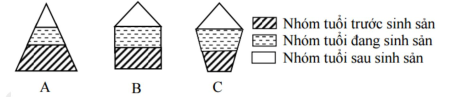 Nhóm tuổi trước sinh sản
Nhóm tuổi đang sinh sản
Nhóm tuổi sau sinh sản
A B C